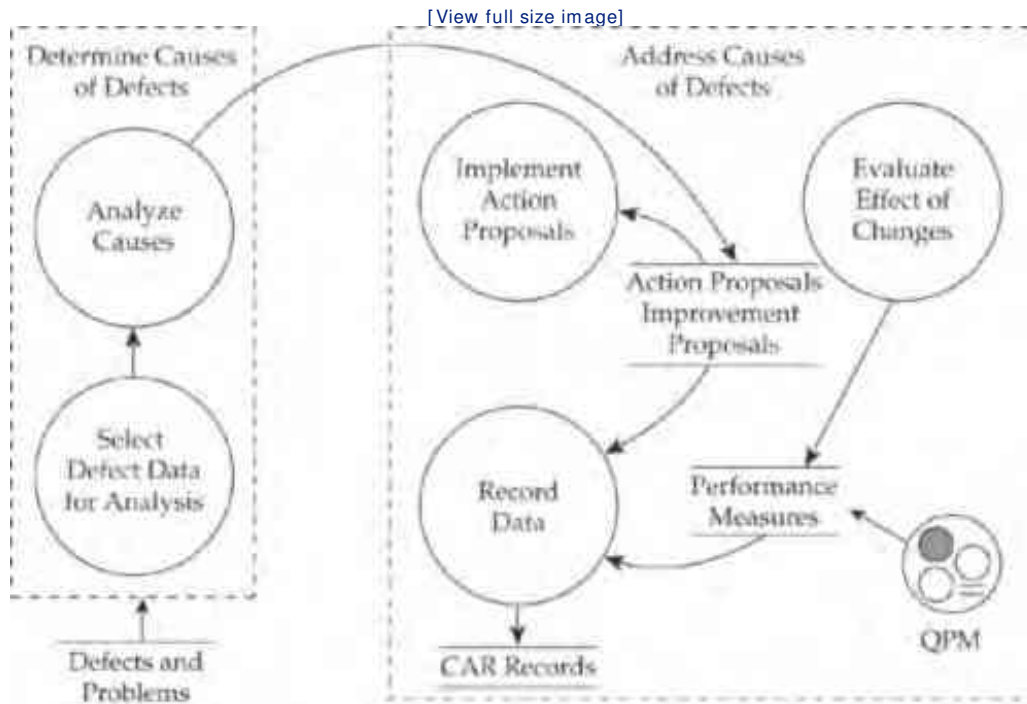 [View full size image]
Determine Causes
of Defects
Analyze
Causes
Select
Defect Data
for Analysis
Defects and
Problems
Address Causes
of Defects
Implement
Action
Proposals
Evaluate
Effect of
Changes
Action Proposals
Improvement
Proposals
Record
Data
Performance
Measures
QPM
CAR Records